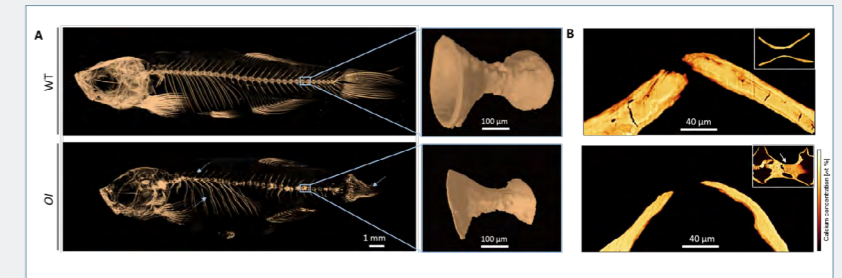 A
B
WT
100 µm
40 µm
OI
1 mm
100 µm
40 µm
Calcium concentration [wt %]